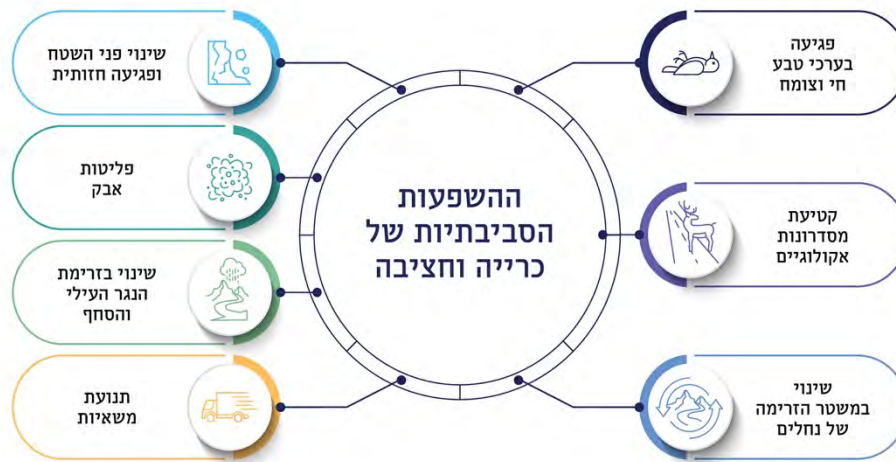 ההשפעות
הסביבתיות של
כרייה וחציבה
פגיעה
בערכי טבע
חי וצומח
קטיעת
מסדרונות
אקולוגיים
שינוי
במשטר הזרימה
של נחלים
שינוי פני השטח
ופגיעה חזותית
פליטות
אבק
שינוי בזרימת
הנגר העילי
והסחף
תנועת
משאיות